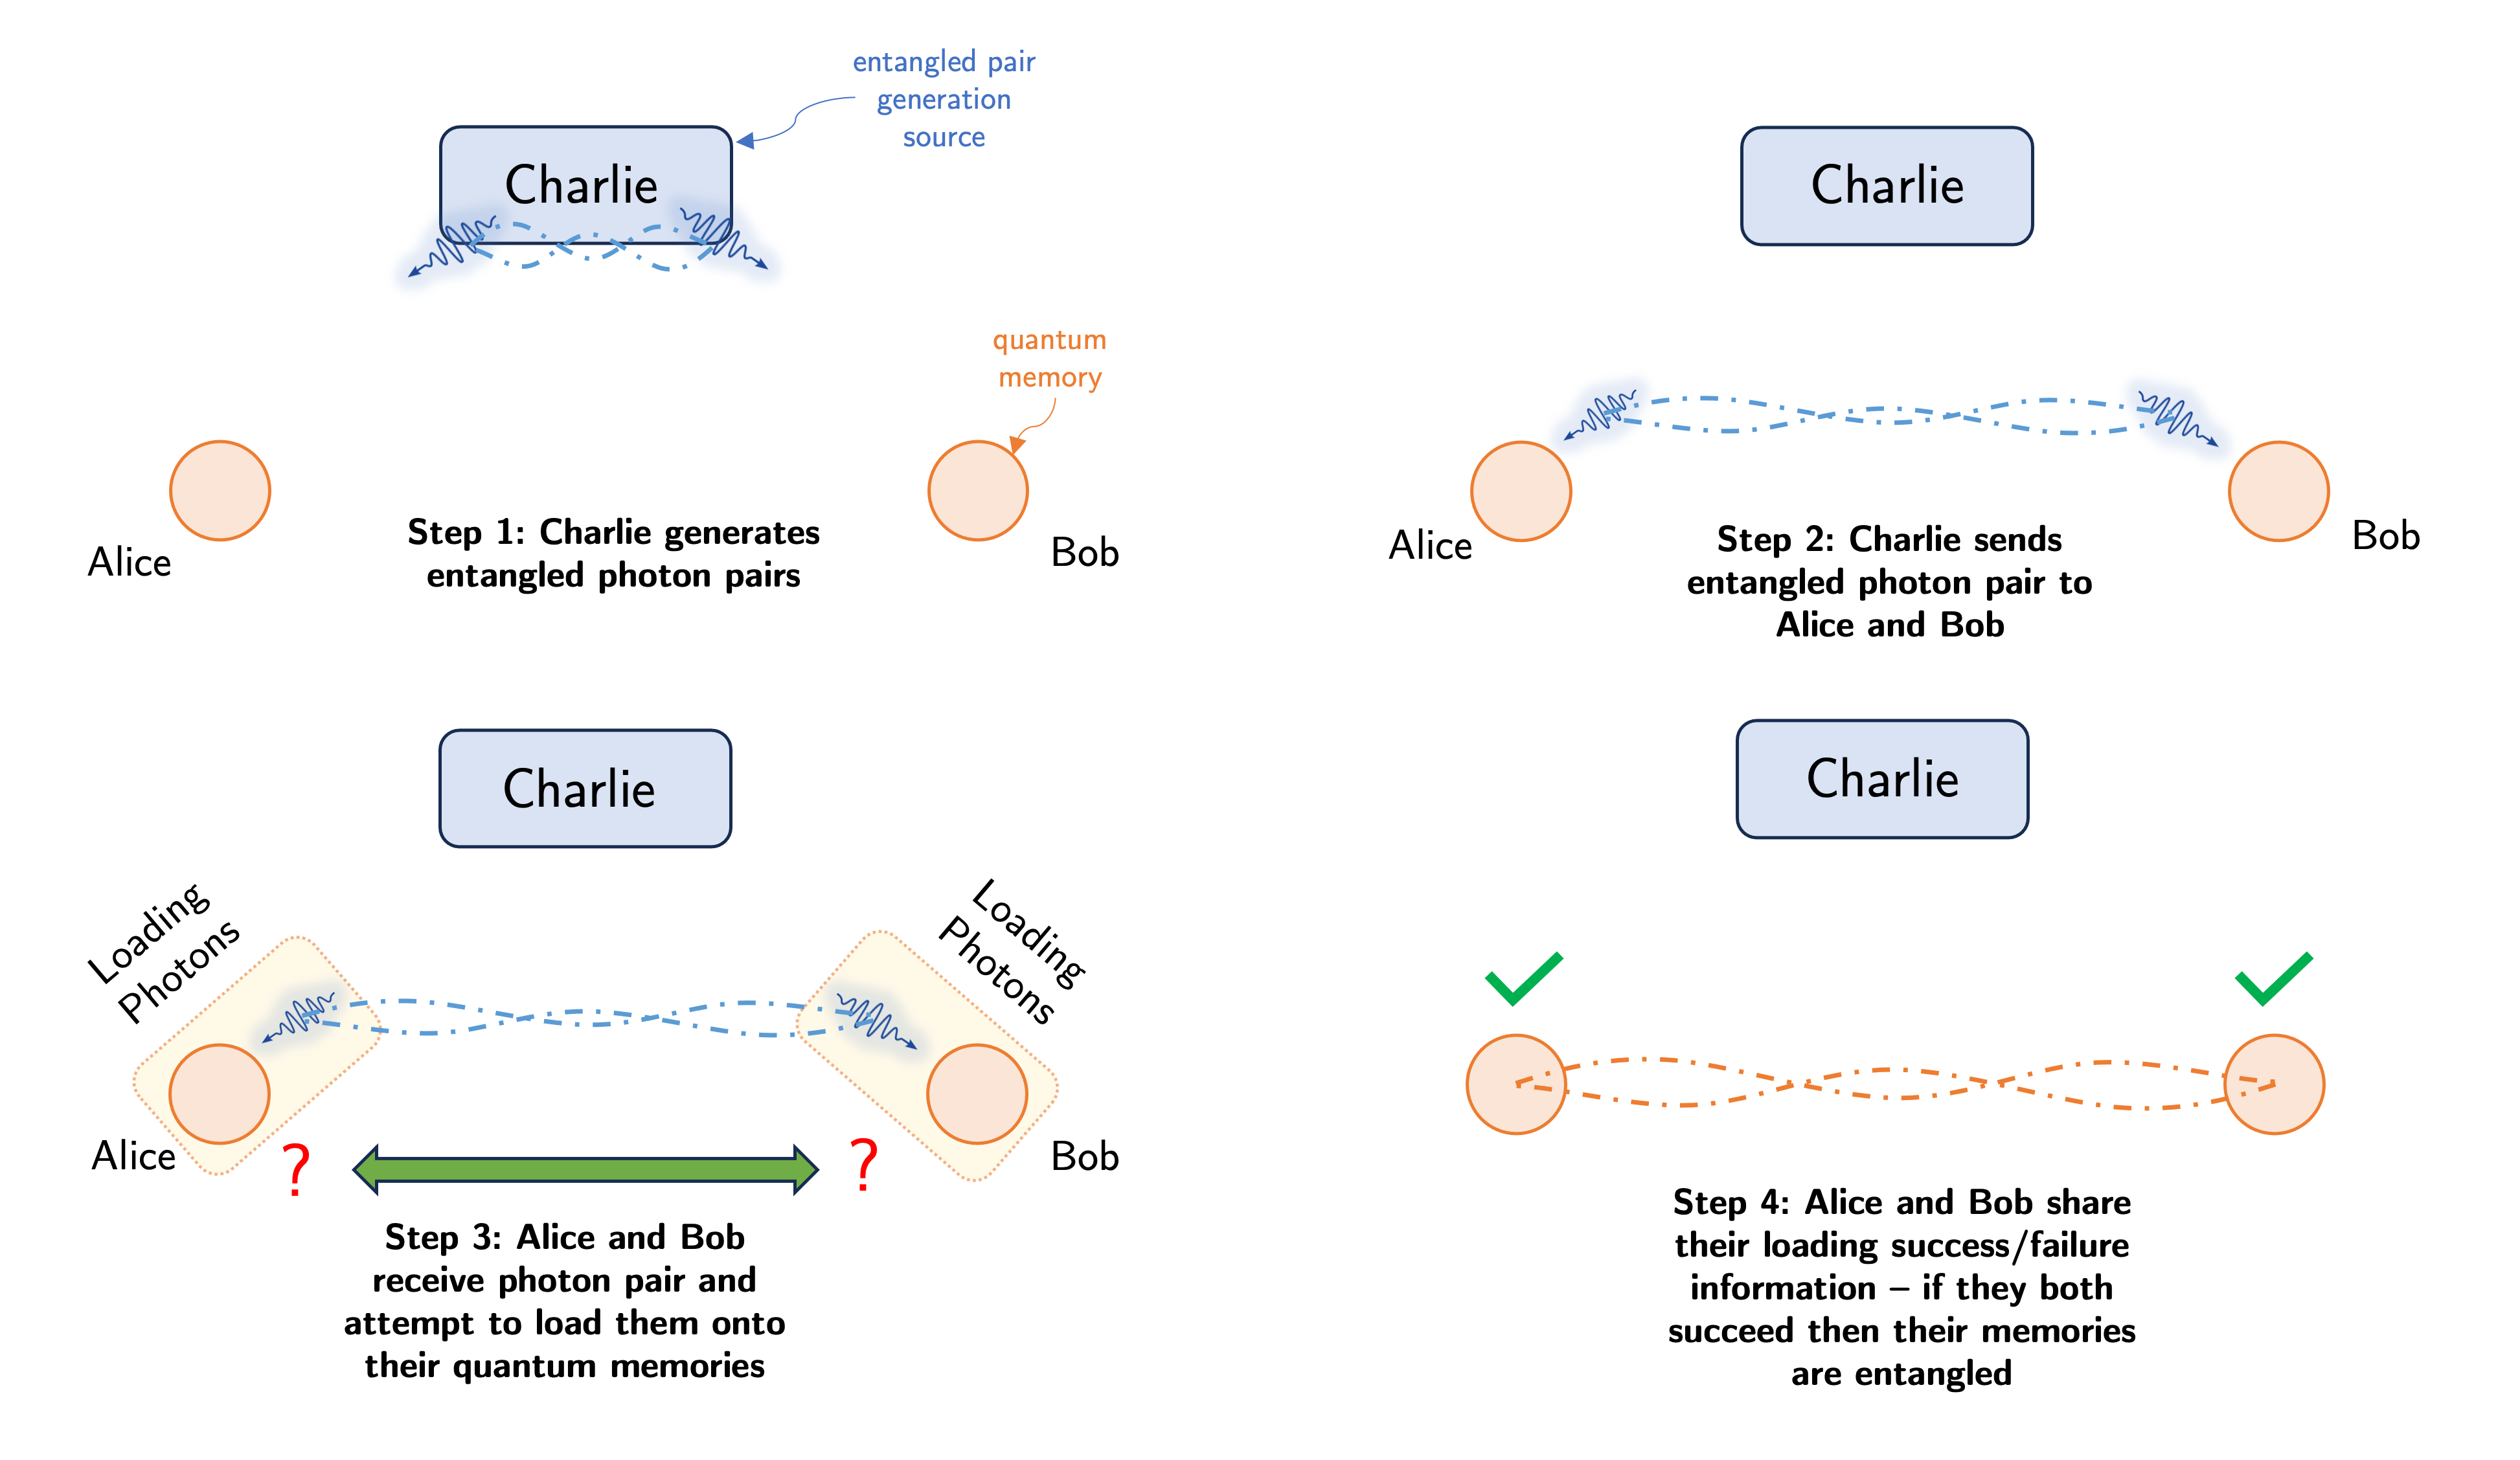 entangled pair
generation
source
Charlie
quantum
memory
Alice
Bob
Step 1: Charlie generates
entangled photon pairs
Charlie
Alice
Bob
Step 2: Charlie sends
entangled photon pair to
Alice and Bob
Charlie
Loading
Photons
Loading
Photons
Alice
?
?
Bob
Step 3: Alice and Bob
receive photon pair and
attempt to load them onto
their quantum memories
Charlie
Step 4: Alice and Bob share
their loading success/failure
information – if they both
succeed then their memories
are entangled